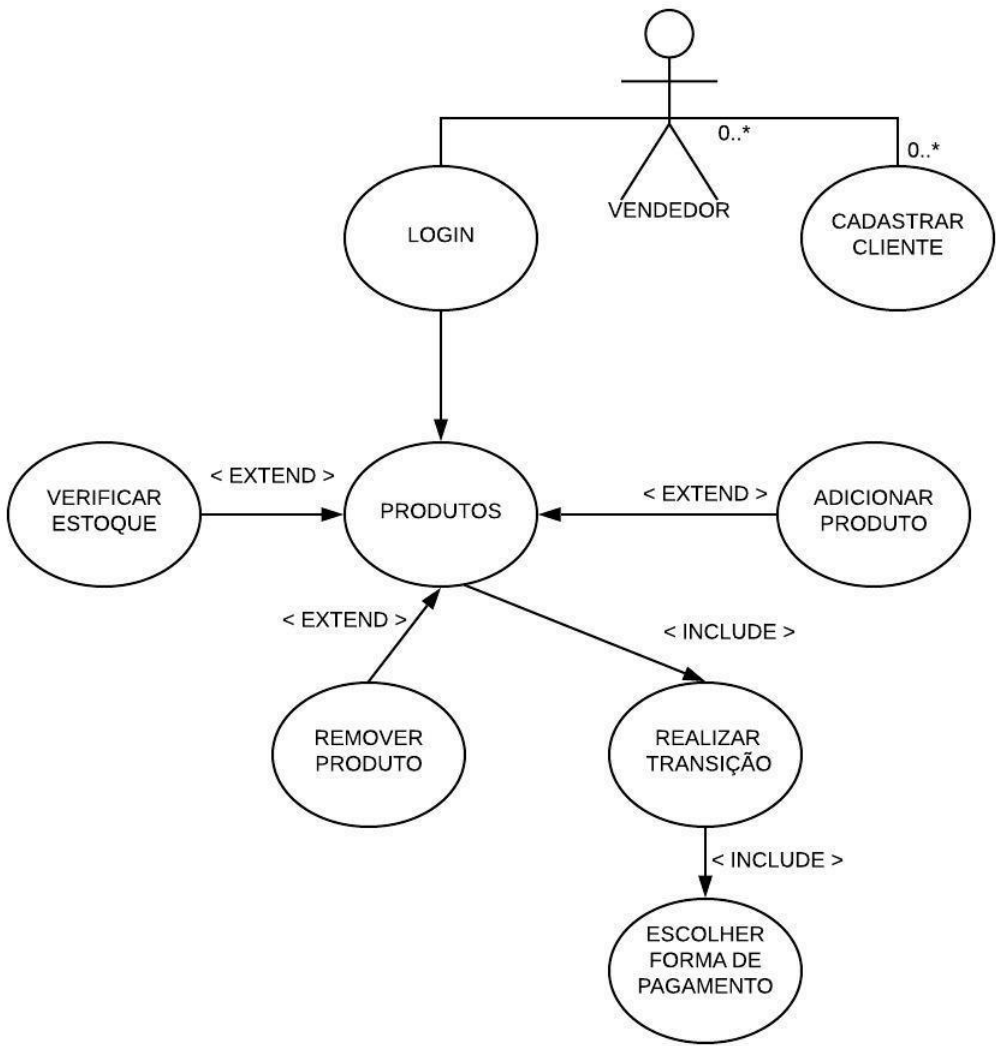 0..*
0..*
VENDEDOR
LOGIN
CADASTRAR
CLIENTE
< EXTEND >
< EXTEND >
VERIFICAR
ESTOQUE
PRODUTOS
ADICIONAR
PRODUTO
< EXTEND >
< INCLUDE >
REMOVER
PRODUTO
REALIZAR
TRANSIÇÃO
< INCLUDE >
ESCOLHER
FORMA DE
PAGAMENTO